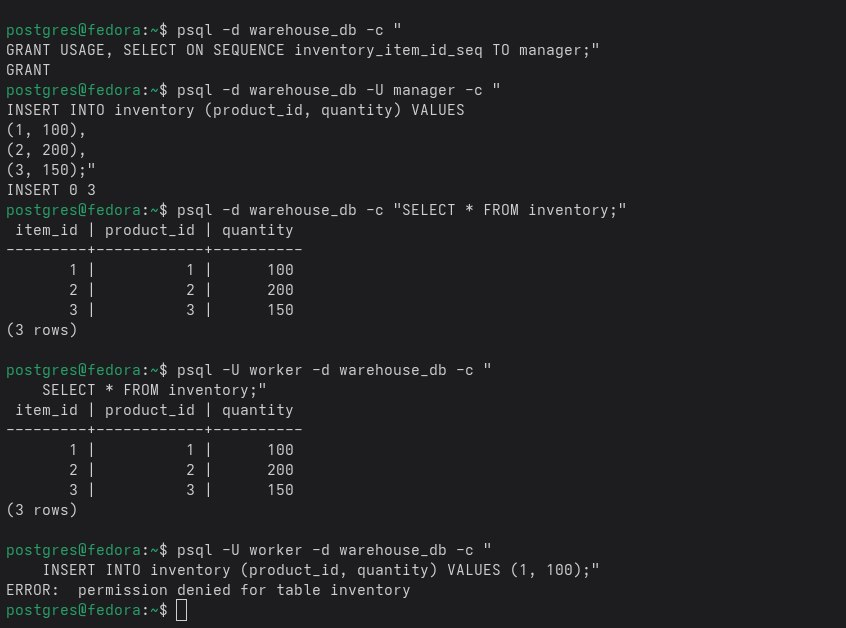 postgres@fedora:~$ psql -d warehouse_db -c "
GRANT USAGE, SELECT ON SEQUENCE inventory_item_id_seq TO manager;"
GRANT
postgres@fedora:~$ psql -d warehouse_db -U manager -c "
INSERT INTO inventory (product_id, quantity) VALUES
(1, 100),
(2, 200),
(3, 150);"
INSERT 0 3
postgres@fedora:~$ psql -d warehouse_db -c "SELECT * FROM inventory;"
 item_id | product_id | quantity
---------+------------+----------
       1 |          1 |      100
       2 |          2 |      200
       3 |          3 |      150
(3 rows)

postgres@fedora:~$ psql -U worker -d warehouse_db -c "
    SELECT * FROM inventory;"
 item_id | product_id | quantity
---------+------------+----------
       1 |          1 |      100
       2 |          2 |      200
       3 |          3 |      150
(3 rows)

postgres@fedora:~$ psql -U worker -d warehouse_db -c "
    INSERT INTO inventory (product_id, quantity) VALUES (1, 100);"
ERROR:  permission denied for table inventory
postgres@fedora:~$